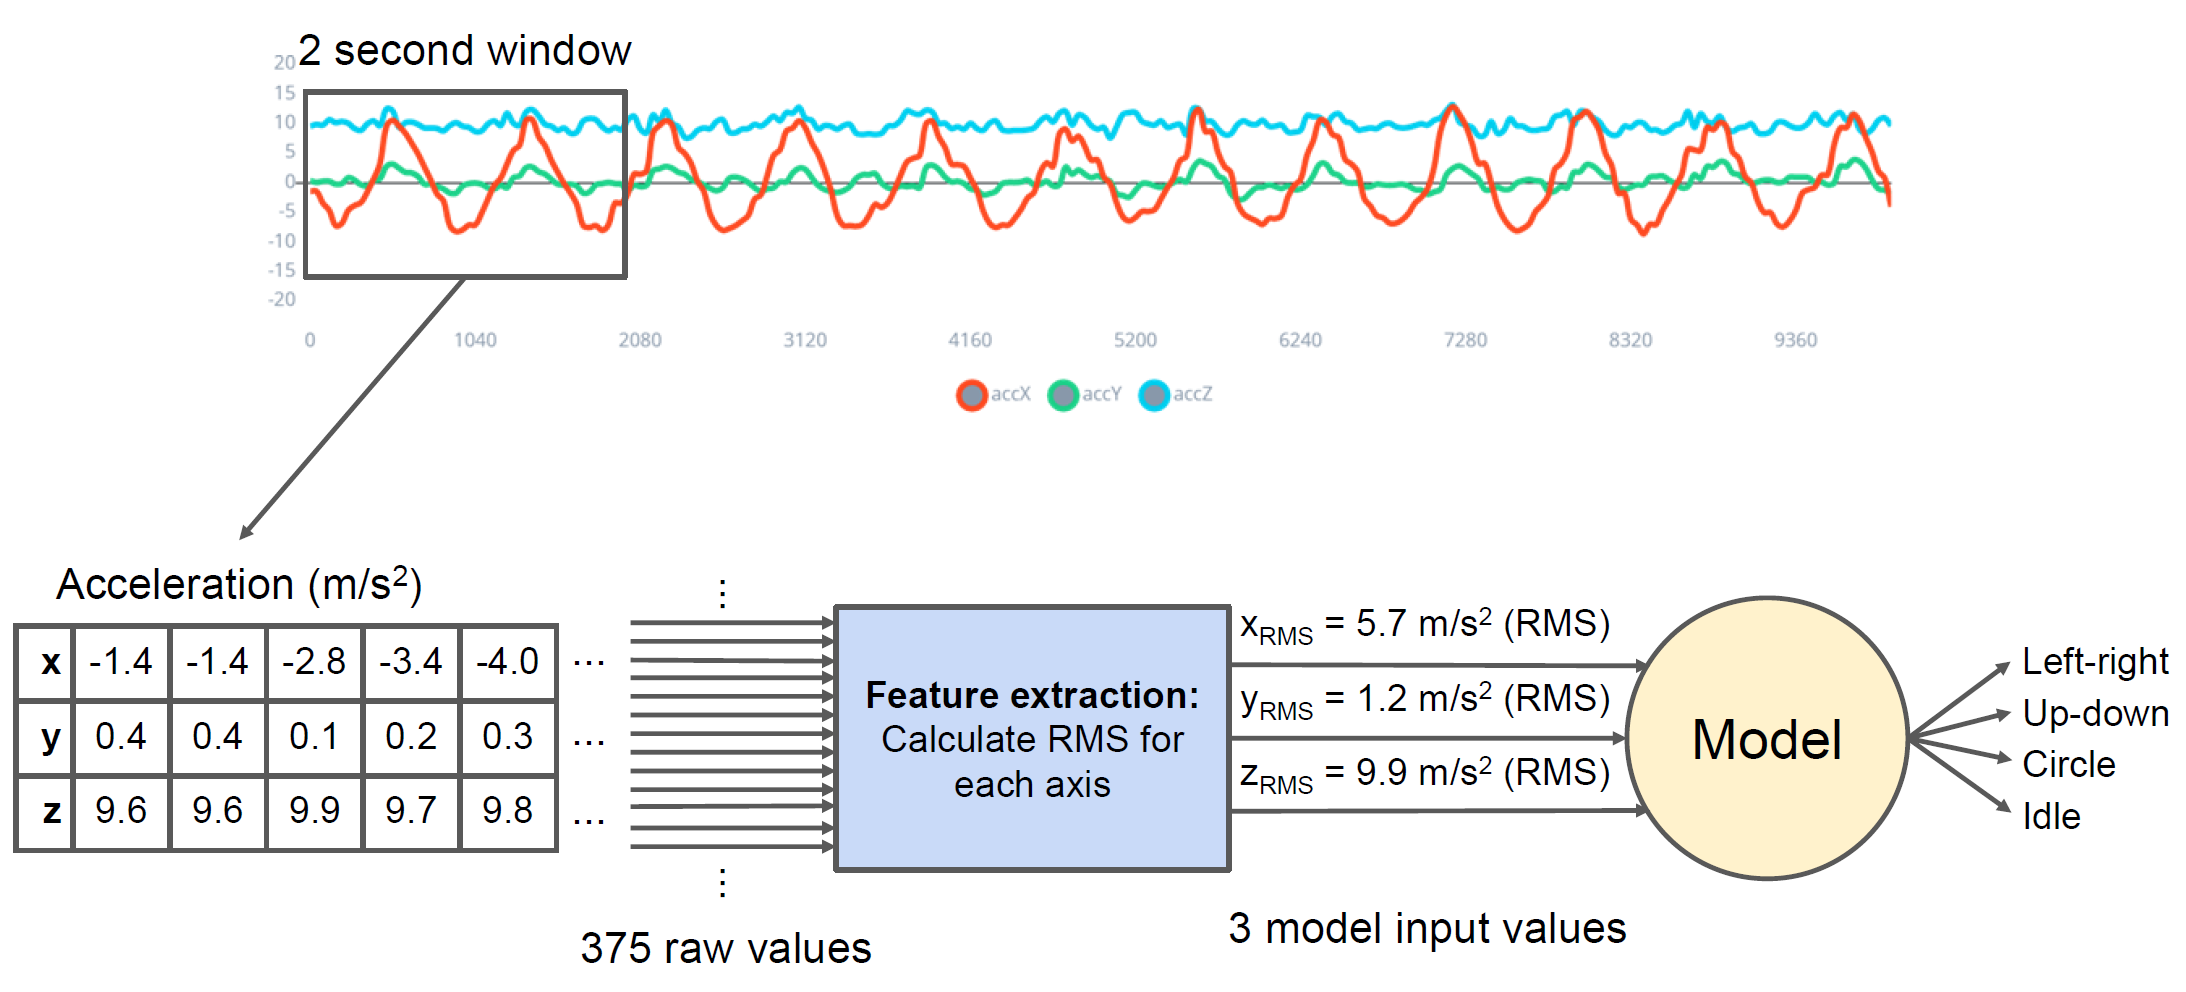 2 second window
20
15
10
5
0
-5
-10
-15
-20
0 1040 2080 3120 4160 5200 6240 7280 8320 9360
accX accY accZ
Acceleration (m/s²)
x -1.4 -1.4 -2.8 -3.4 -4.0 ...
y 0.4 0.4 0.1 0.2 0.3 ...
z 9.6 9.6 9.9 9.7 9.8 ...
...
...
375 raw values
Feature extraction:
Calculate RMS for
each axis
xRMS = 5.7 m/s² (RMS)
yRMS = 1.2 m/s² (RMS)
zRMS = 9.9 m/s² (RMS)
3 model input values
Model
Left-right
Up-down
Circle
Idle